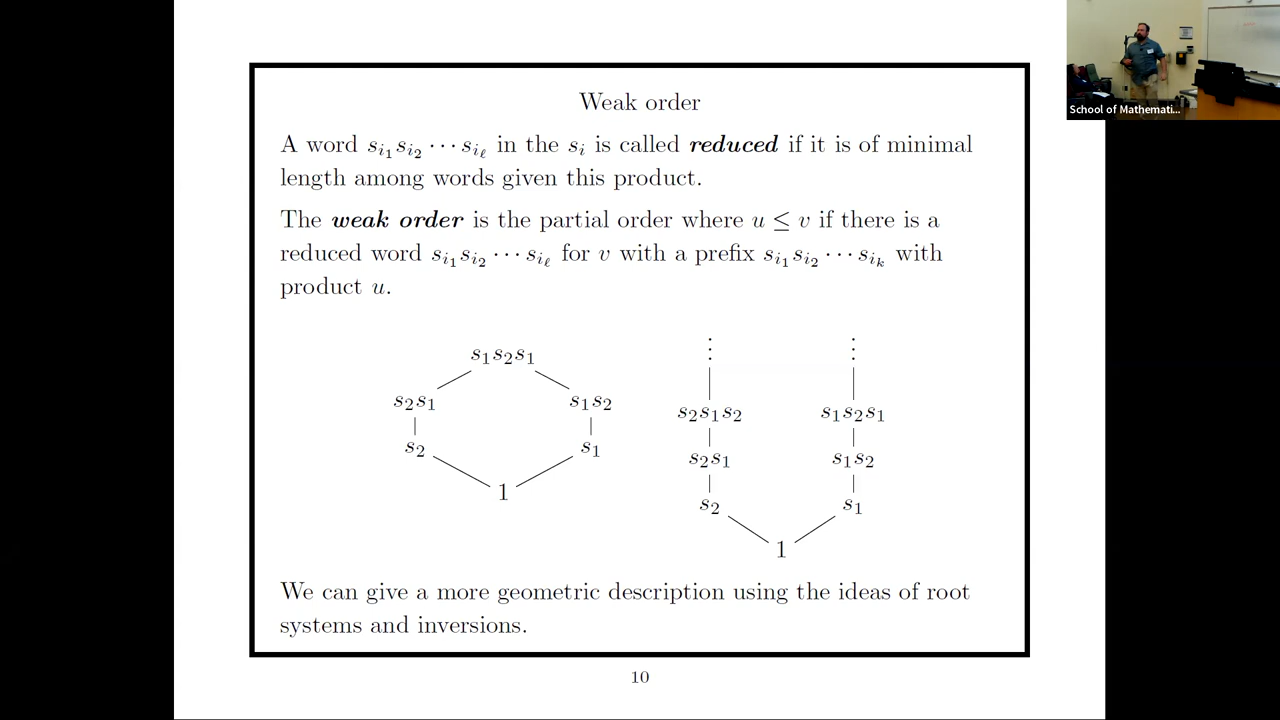 Weak order
A word s_{i_1} s_{i_2} ··· s_{i_ℓ} in the s_i is called reduced if it is of minimal
length among words given this product.
The weak order is the partial order where u ≤ v if there is a
reduced word s_{i_1} s_{i_2} ··· s_{i_ℓ} for v with a prefix s_{i_1} s_{i_2} ··· s_{i_k} with
product u.
s_1s_2s_1
s_2s_1 s_1s_2
s_2 s_1
1
⋮ ⋮
s_2s_1s_2 s_1s_2s_1
s_2s_1 s_1s_2
s_2 s_1
1
We can give a more geometric description using the ideas of root
systems and inversions.
10
School of Mathemati...